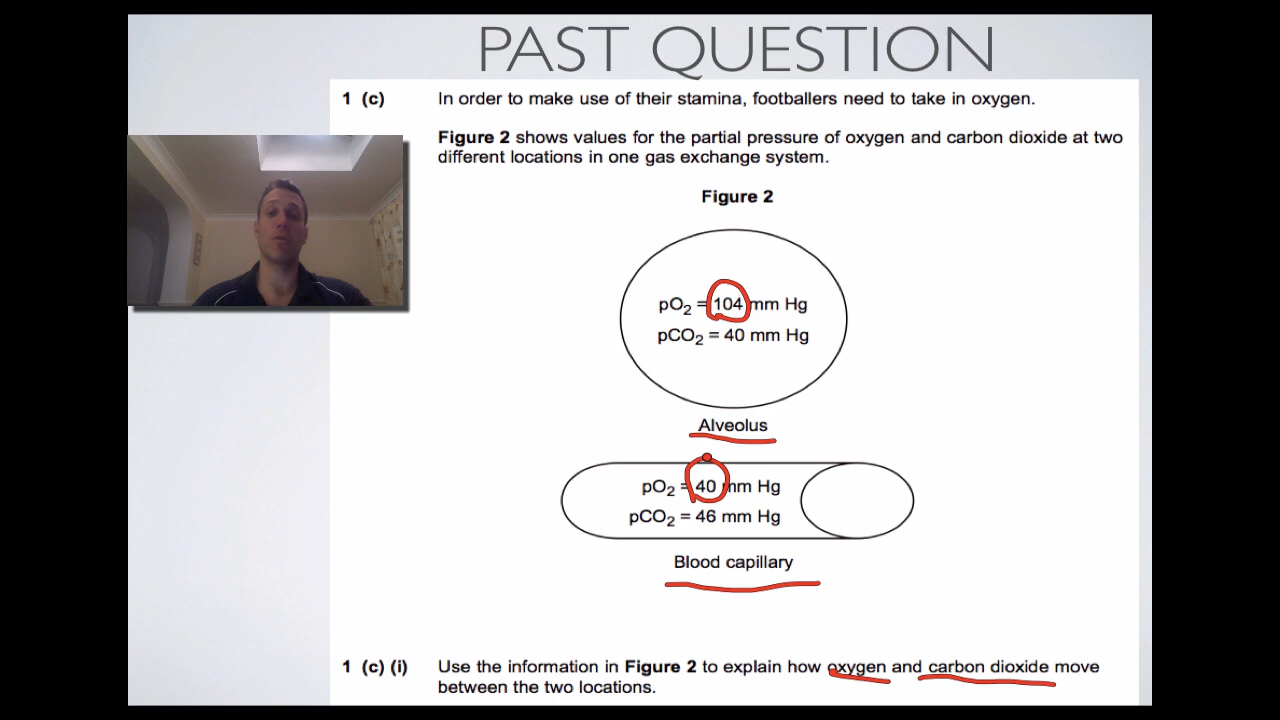 PAST QUESTION
1 (c) In order to make use of their stamina, footballers need to take in oxygen.
Figure 2 shows values for the partial pressure of oxygen and carbon dioxide at two
different locations in one gas exchange system.
Figure 2
pO₂ = 104 mm Hg
pCO₂ = 40 mm Hg
Alveolus
pO₂ = 40 mm Hg
pCO₂ = 46 mm Hg
Blood capillary
1 (c) (i) Use the information in Figure 2 to explain how oxygen and carbon dioxide move
between the two locations.